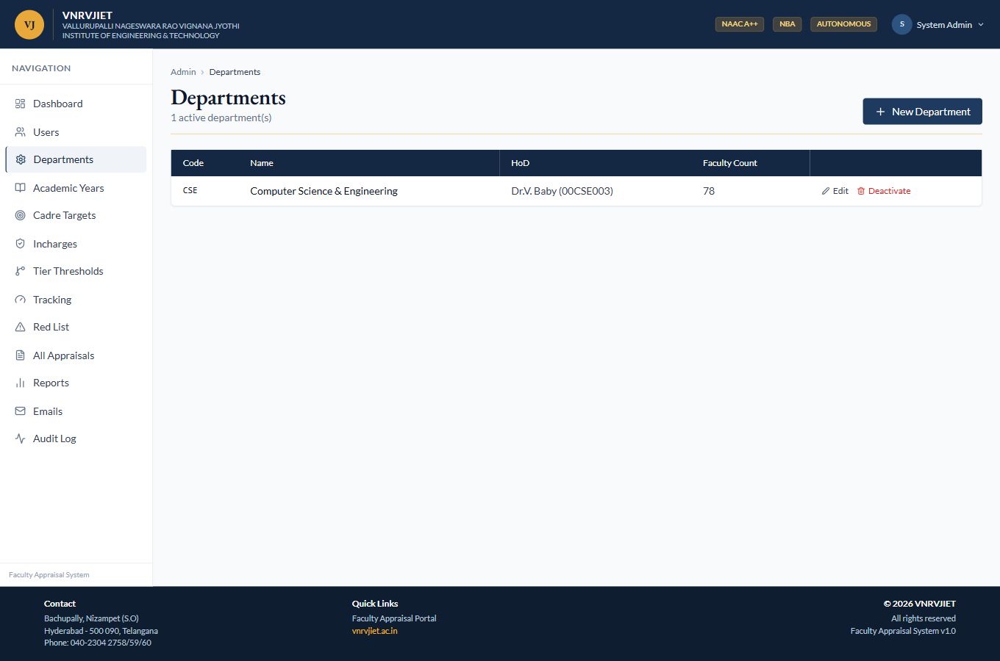 VJ
VNRVJIET
VALLURUPALLI NAGESWARA RAO VIGNANA JYOTHI
INSTITUTE OF ENGINEERING & TECHNOLOGY
NAAC A++ NBA AUTONOMOUS S System Admin
NAVIGATION
Dashboard
Users
Departments
Academic Years
Cadre Targets
Incharges
Tier Thresholds
Tracking
Red List
All Appraisals
Reports
Emails
Audit Log
Faculty Appraisal System
Admin › Departments
Departments
1 active department(s)
+ New Department
Code Name HoD Faculty Count
CSE Computer Science & Engineering Dr.V. Baby (00CSE003) 78 Edit Deactivate
Contact
Bachupally, Nizampet (S.O)
Hyderabad - 500 090, Telangana
Phone: 040-2304 2758/59/60
Quick Links
Faculty Appraisal Portal
vnrvjiet.ac.in
© 2026 VNRVJIET
All rights reserved
Faculty Appraisal System v1.0